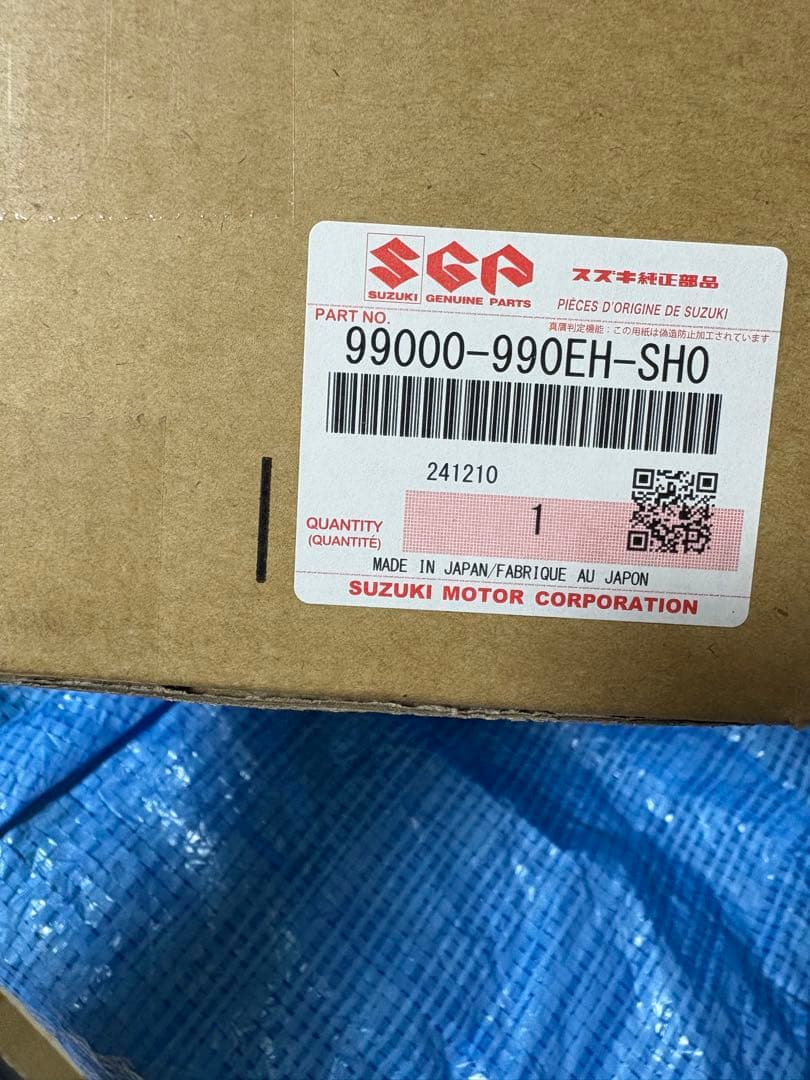 SGP
SUZUKI GENUINE PARTS
スズキ純正部品
PIÈCES D'ORIGINE DE SUZUKI
PART NO.
真贋判定機能：この用紙は偽造防止加工されています
99000-990EH-SH0
241210
QUANTITY
(QUANTITÉ)
1
MADE IN JAPAN/FABRIQUE AU JAPON
SUZUKI MOTOR CORPORATION